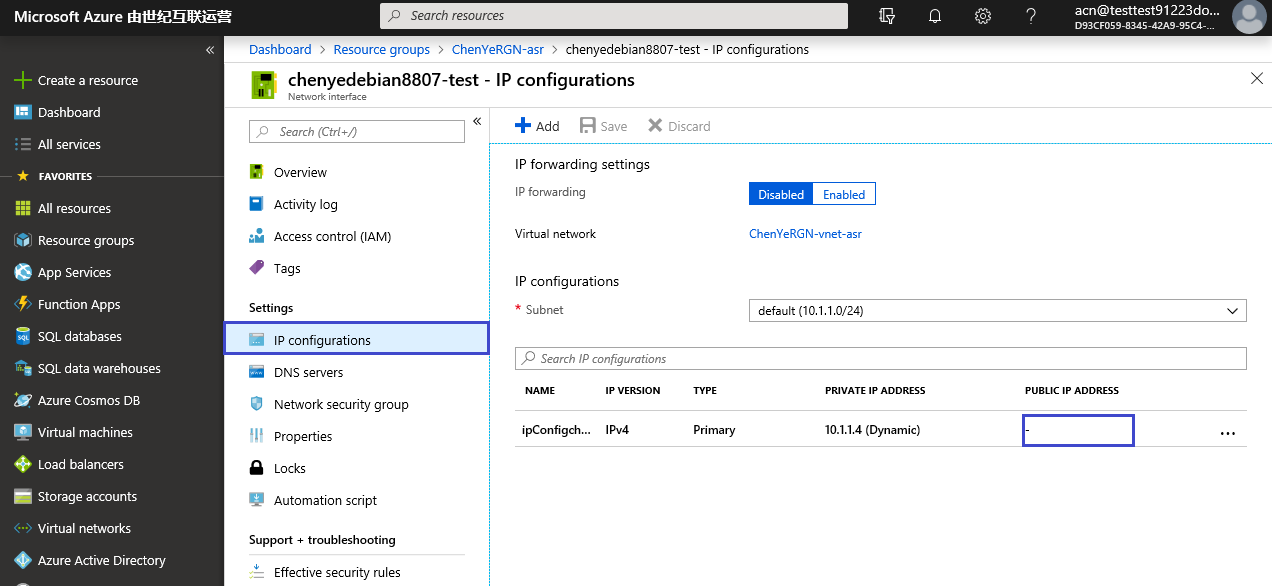 Microsoft Azure 由世纪互联运营
Search resources
acn@testtest91223do...
D93CF059-8345-42A9-95C4-...
«
Create a resource
Dashboard
All services
FAVORITES
All resources
Resource groups
App Services
Function Apps
SQL databases
SQL data warehouses
Azure Cosmos DB
Virtual machines
Load balancers
Storage accounts
Virtual networks
Azure Active Directory
Dashboard > Resource groups > ChenYeRGN-asr > chenyedebian8807-test - IP configurations
chenyedebian8807-test - IP configurations
Network interface
Search (Ctrl+/)
«
Overview
Activity log
Access control (IAM)
Tags
Settings
IP configurations
DNS servers
Network security group
Properties
Locks
Automation script
Support + troubleshooting
Effective security rules
Add Save Discard
IP forwarding settings
IP forwarding Disabled Enabled
Virtual network ChenYeRGN-vnet-asr
IP configurations
* Subnet default (10.1.1.0/24)
Search IP configurations
NAME IP VERSION TYPE PRIVATE IP ADDRESS PUBLIC IP ADDRESS
ipConfigch... IPv4 Primary 10.1.1.4 (Dynamic) - ...